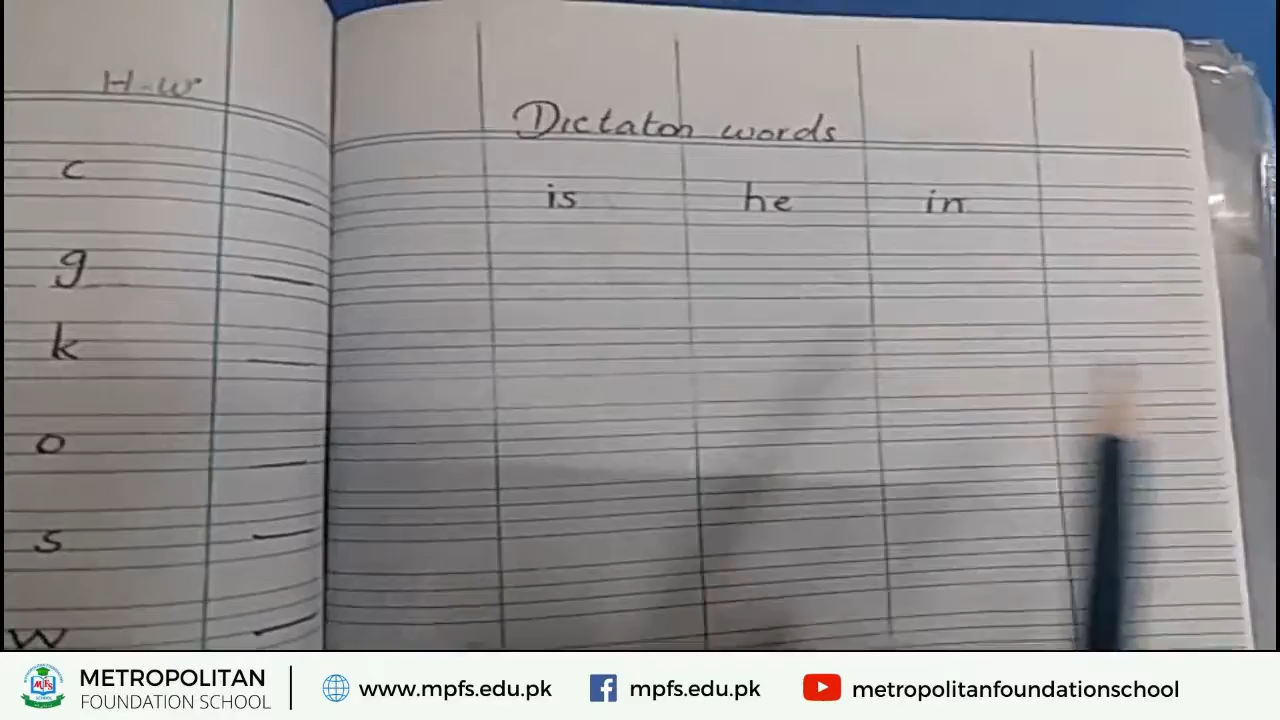 H-w
c
g
k
o
s
w
Dictaton words
is he in
METROPOLITAN
FOUNDATION SCHOOL
www.mpfs.edu.pk
mpfs.edu.pk
metropolitanfoundationschool